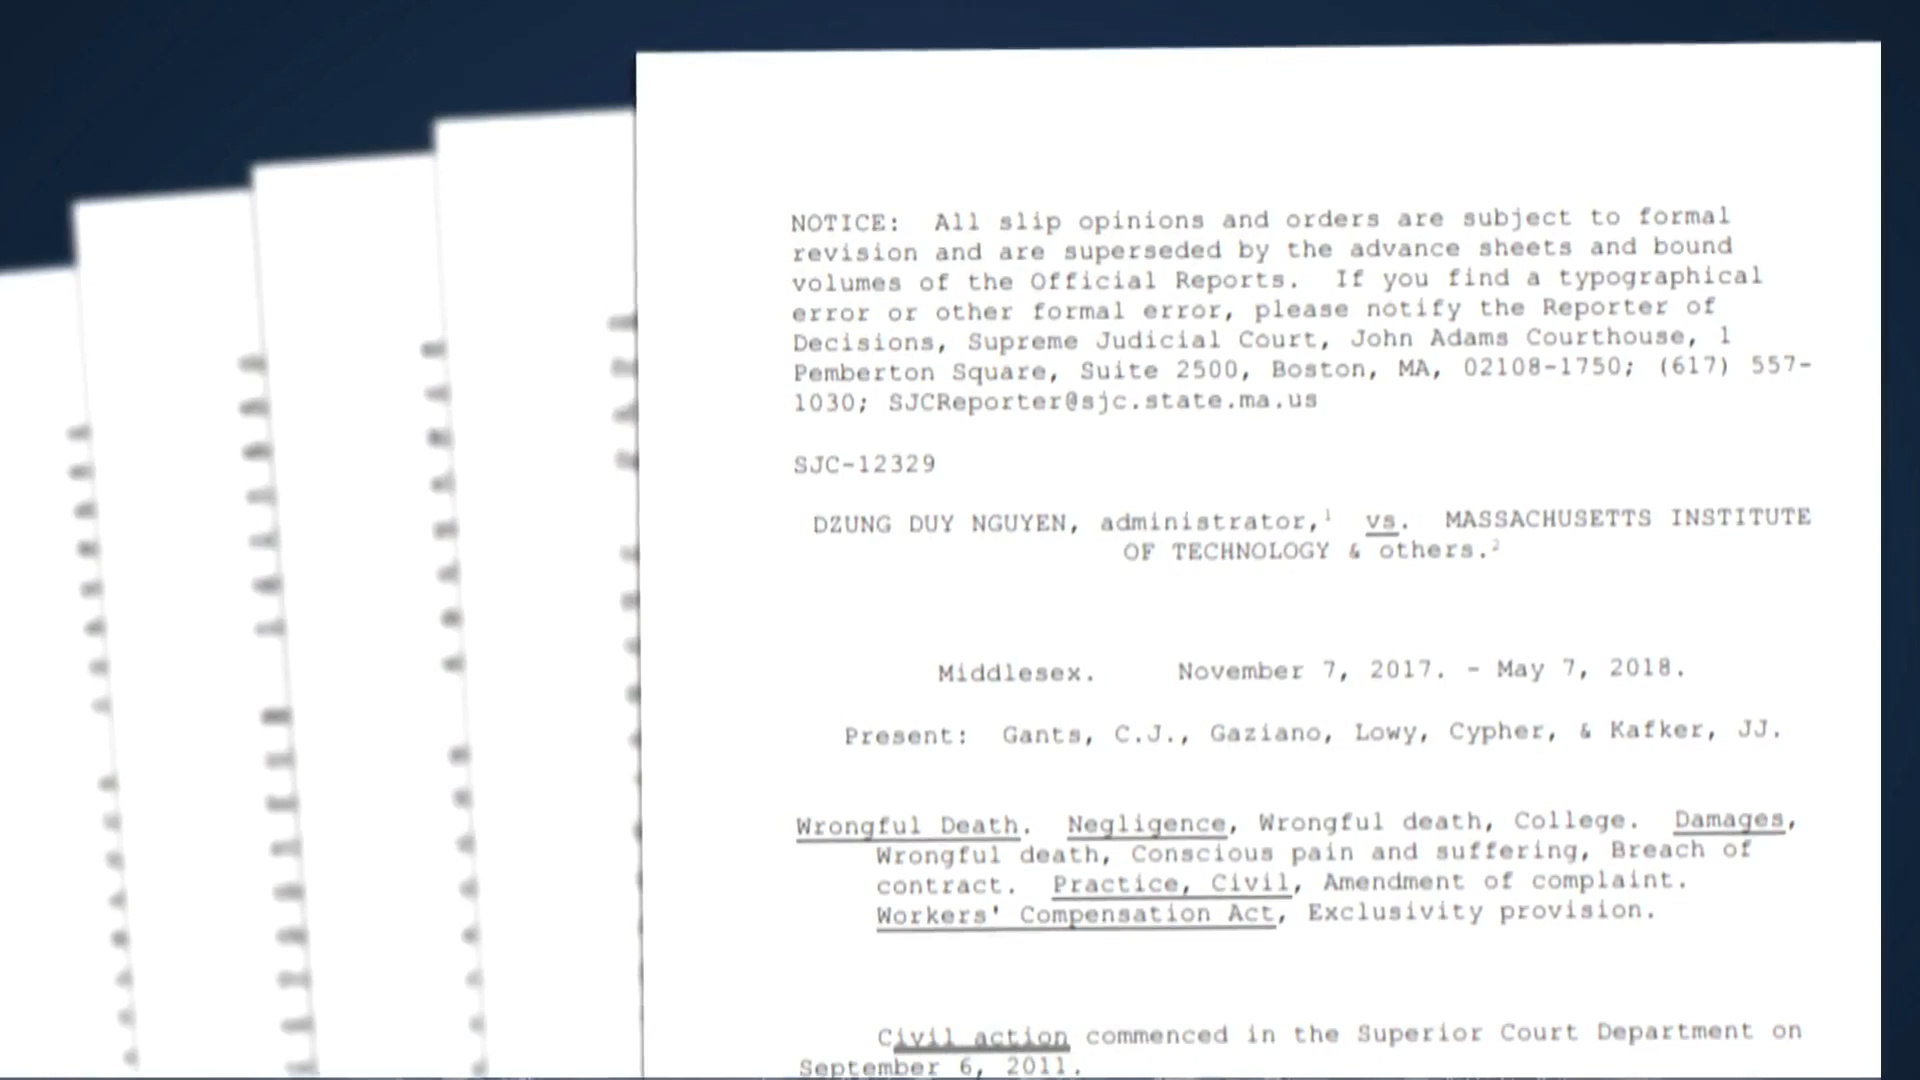 NOTICE:  All slip opinions and orders are subject to formal
revision and are superseded by the advance sheets and bound
volumes of the Official Reports.  If you find a typographical
error or other formal error, please notify the Reporter of
Decisions, Supreme Judicial Court, John Adams Courthouse, 1
Pemberton Square, Suite 2500, Boston, MA, 02108-1750; (617) 557-
1030; SJCReporter@sjc.state.ma.us
SJC-12329
DZUNG DUY NGUYEN, administrator,¹  vs.  MASSACHUSETTS INSTITUTE
OF TECHNOLOGY & others.²
Middlesex.     November 7, 2017. - May 7, 2018.
Present:  Gants, C.J., Gaziano, Lowy, Cypher, & Kafker, JJ.
Wrongful Death.  Negligence, Wrongful death, College.  Damages,
Wrongful death, Conscious pain and suffering, Breach of
contract.  Practice, Civil, Amendment of complaint.
Workers' Compensation Act, Exclusivity provision.
Civil action commenced in the Superior Court Department on
September 6, 2011.